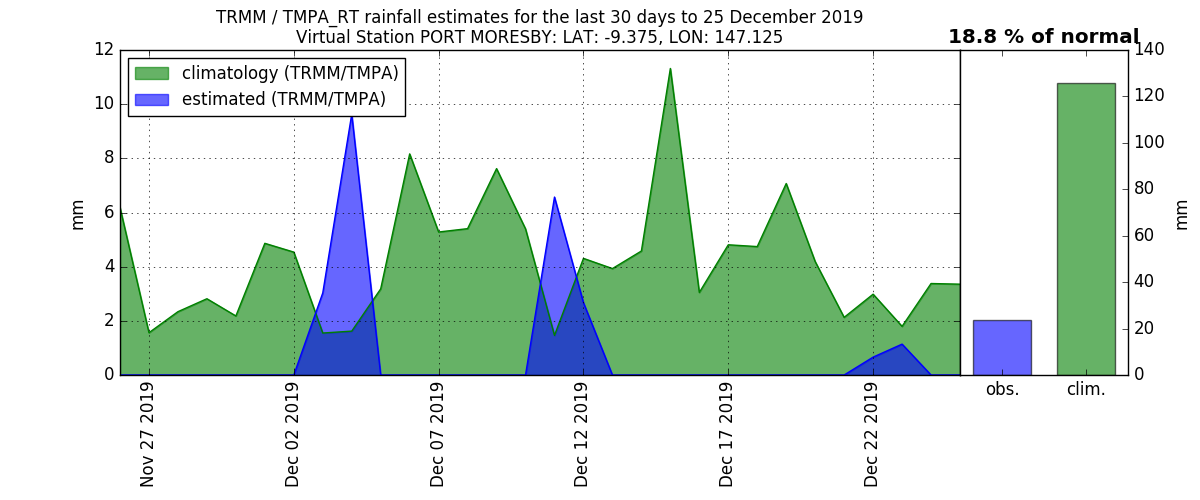 TRMM / TMPA_RT rainfall estimates for the last 30 days to 25 December 2019
Virtual Station PORT MORESBY: LAT: -9.375, LON: 147.125
18.8 % of normal
climatology (TRMM/TMPA)
estimated (TRMM/TMPA)
12
10
8
6
4
2
0
mm
Nov 27 2019
Dec 02 2019
Dec 07 2019
Dec 12 2019
Dec 17 2019
Dec 22 2019
140
120
100
80
60
40
20
0
mm
obs.
clim.